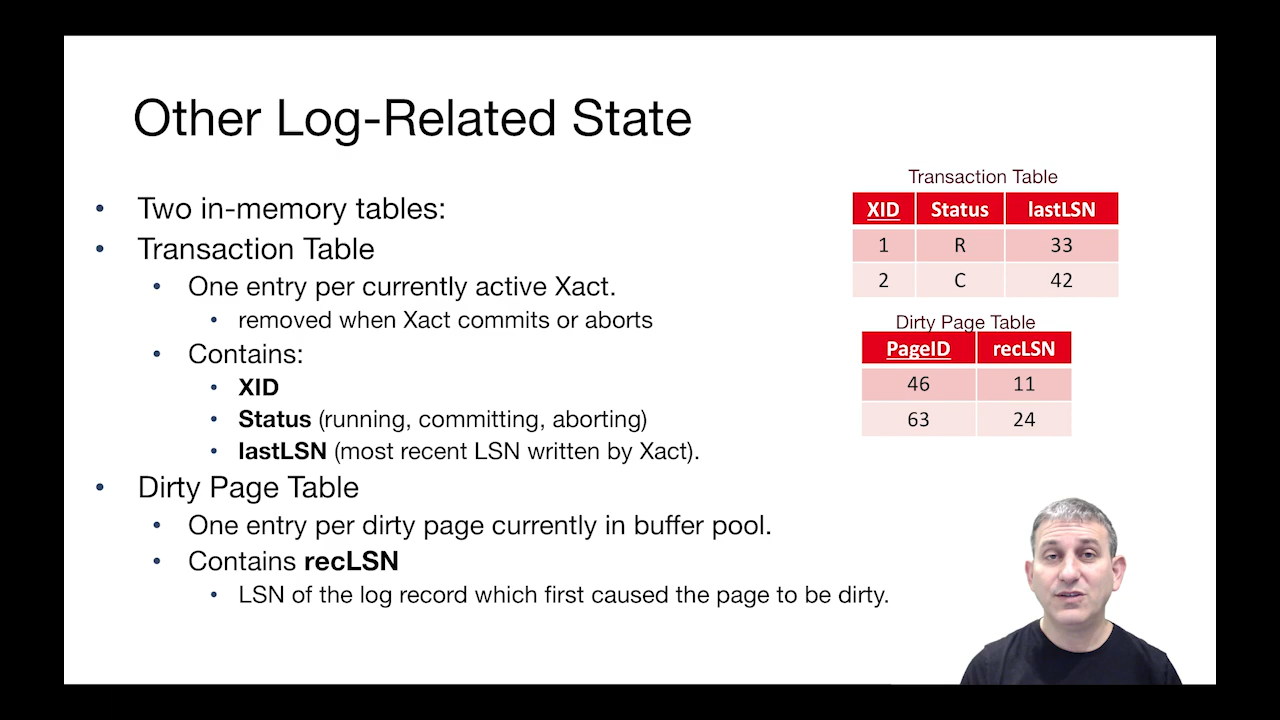 Other Log-Related State
• Two in-memory tables:
• Transaction Table
• One entry per currently active Xact.
• removed when Xact commits or aborts
• Contains:
• XID
• Status (running, committing, aborting)
• lastLSN (most recent LSN written by Xact).
• Dirty Page Table
• One entry per dirty page currently in buffer pool.
• Contains recLSN
• LSN of the log record which first caused the page to be dirty.
Transaction Table
XID Status lastLSN
1 R 33
2 C 42
Dirty Page Table
PageID recLSN
46 11
63 24